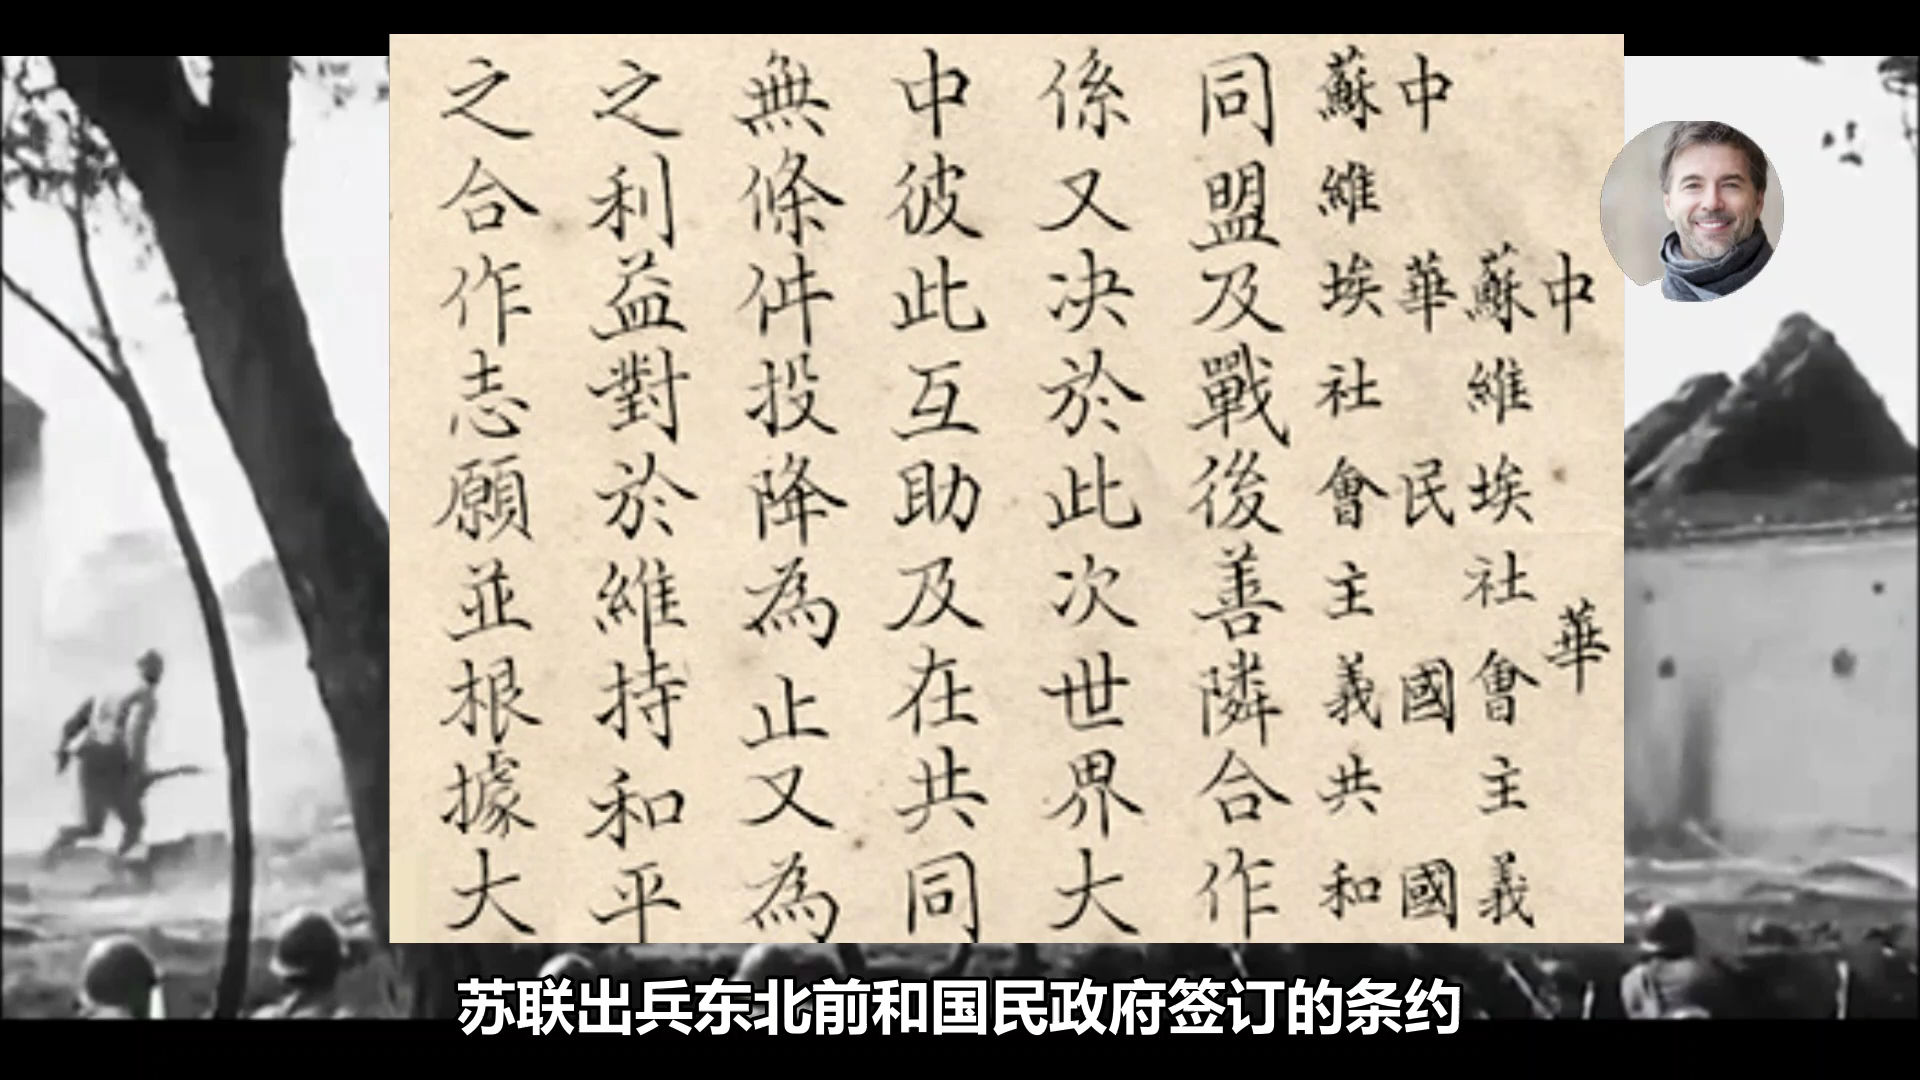 中華
蘇維埃社會主義
中華民國
蘇維埃社會主義共和
同盟及戰後善隣合作
係又决於此次世界大
中彼此互助及在共同
無條件投降為止又為
之利益對於維持和平
之合作志願並根據大
苏联出兵东北前和国民政府签订的条约